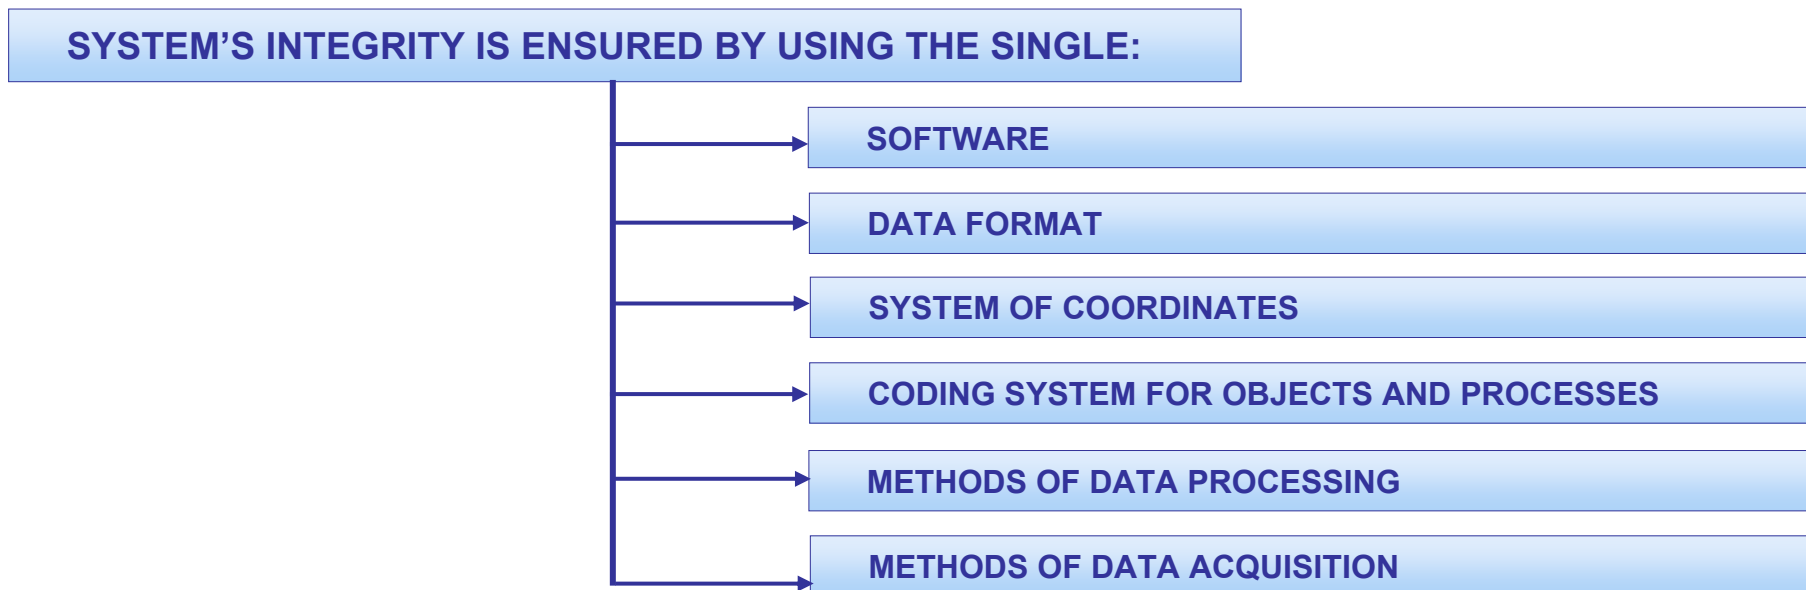 SYSTEM’S INTEGRITY IS ENSURED BY USING THE SINGLE:
SOFTWARE
DATA FORMAT
SYSTEM OF COORDINATES
CODING SYSTEM FOR OBJECTS AND PROCESSES
METHODS OF DATA PROCESSING
METHODS OF DATA ACQUISITION